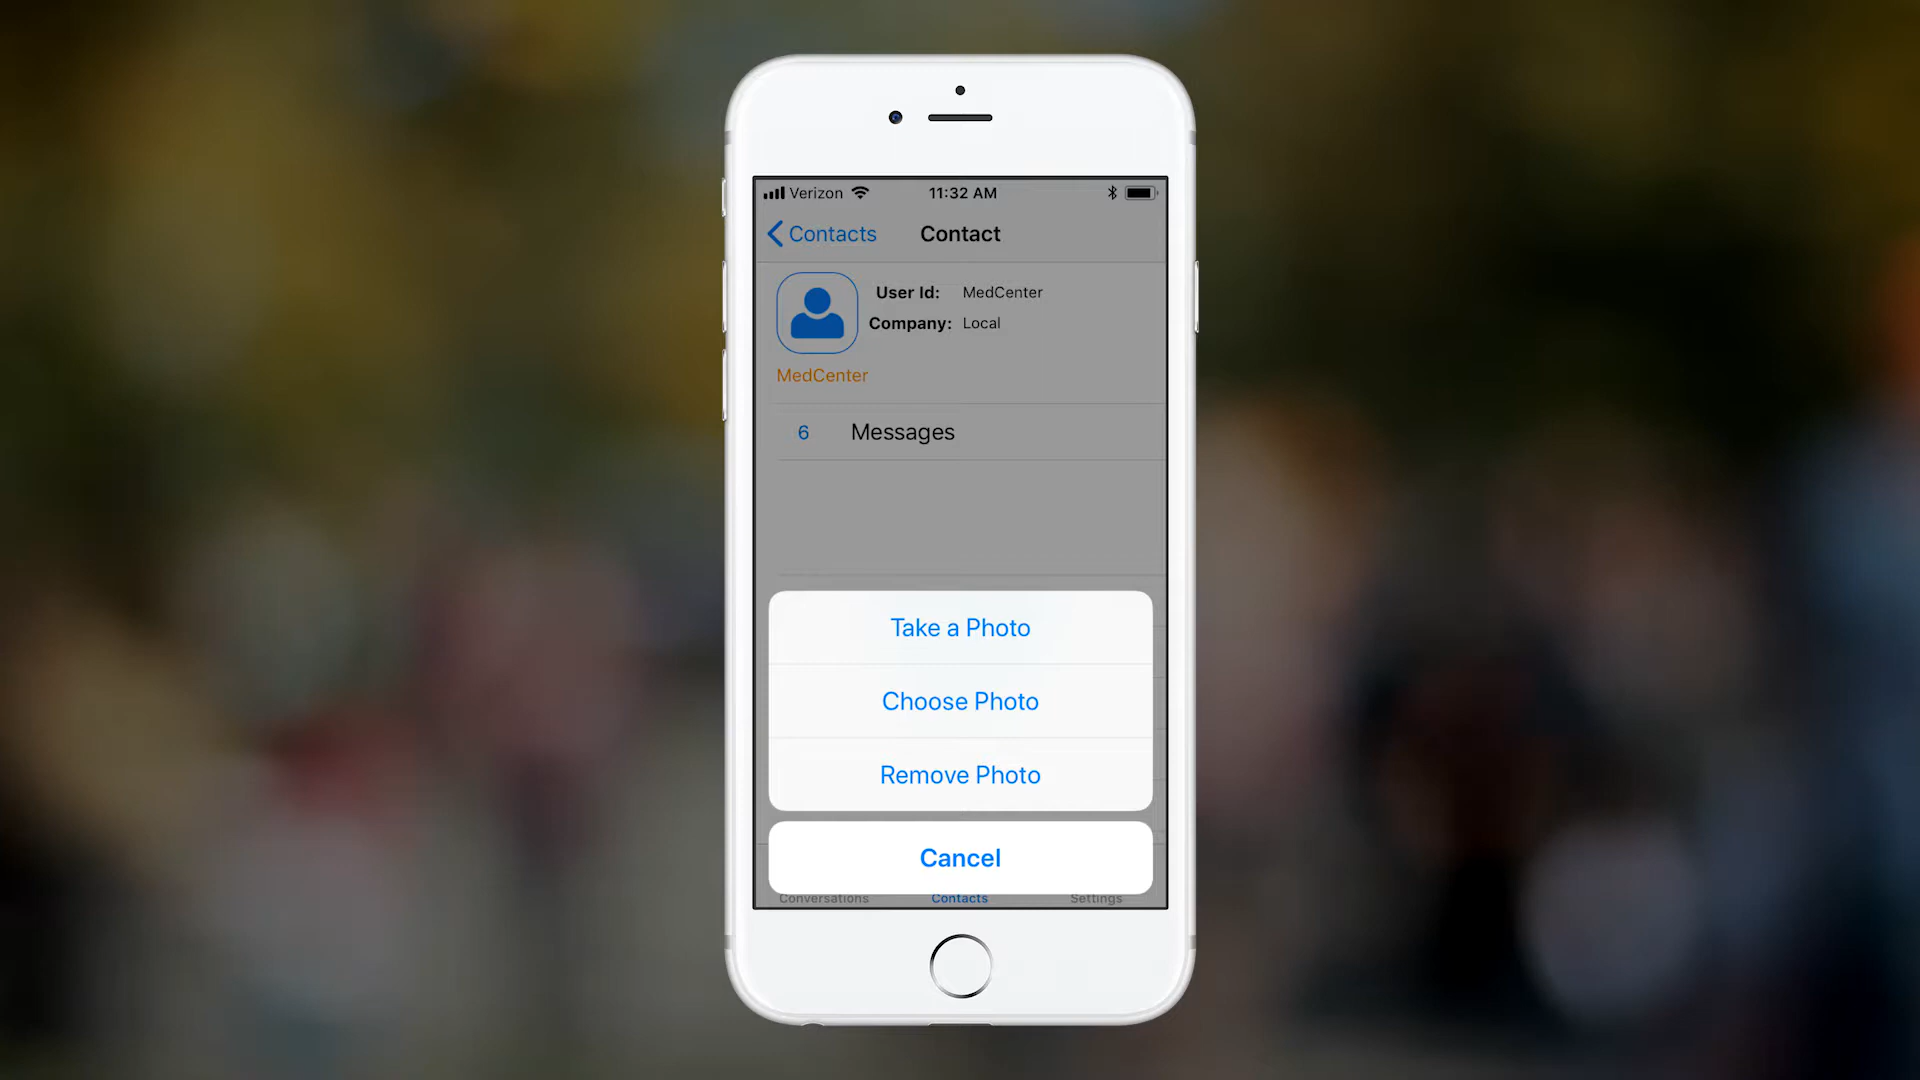 Verizon 11:32 AM
Contacts Contact
User Id: MedCenter
Company: Local
MedCenter
6 Messages
Take a Photo
Choose Photo
Remove Photo
Cancel
Conversations Contacts Settings